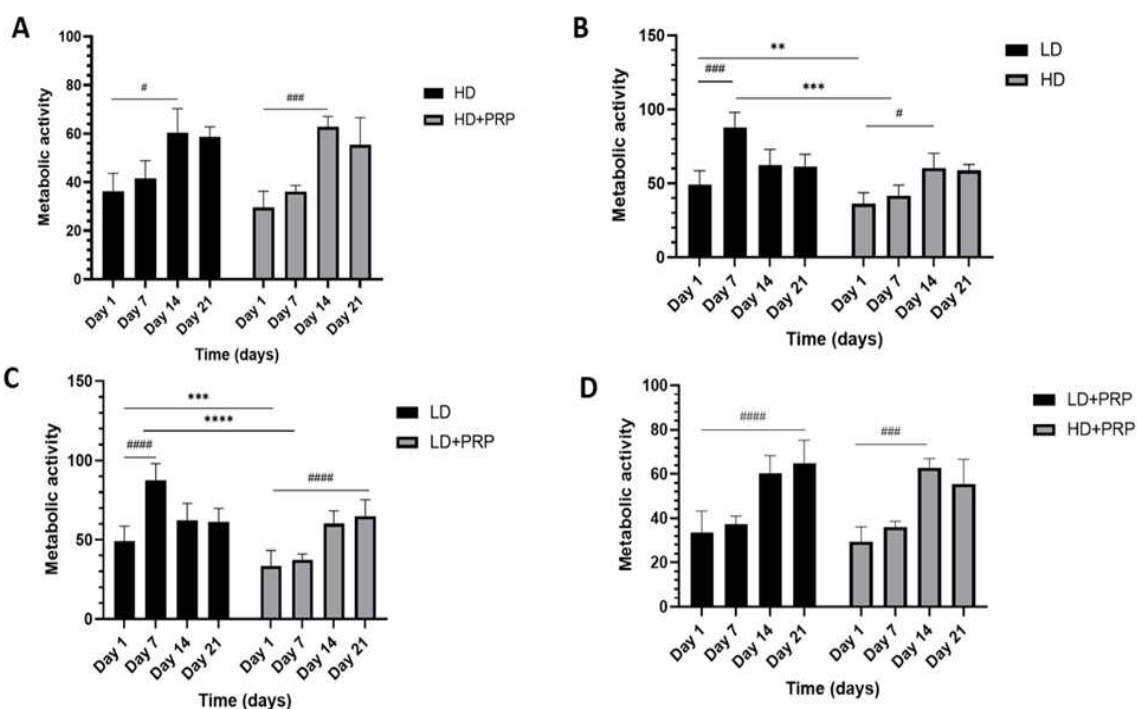 A
100
80
60
40
20
0
Metabolic activity
#
###
HD
HD+PRP
Day 1
Day 7
Day 14
Day 21
Day 1
Day 7
Day 14
Day 21
Time (days)
B
150
100
50
0
Metabolic activity
**
###
***
#
LD
HD
Day 1
Day 7
Day 14
Day 21
Day 1
Day 7
Day 14
Day 21
Time (days)
C
150
100
50
0
Metabolic activity
***
****
####
####
LD
LD+PRP
Day 1
Day 7
Day 14
Day 21
Day 1
Day 7
Day 14
Day 21
Time (days)
D
100
80
60
40
20
0
Metabolic activity
####
###
LD+PRP
HD+PRP
Day 1
Day 7
Day 14
Day 21
Day 1
Day 7
Day 14
Day 21
Time (days)